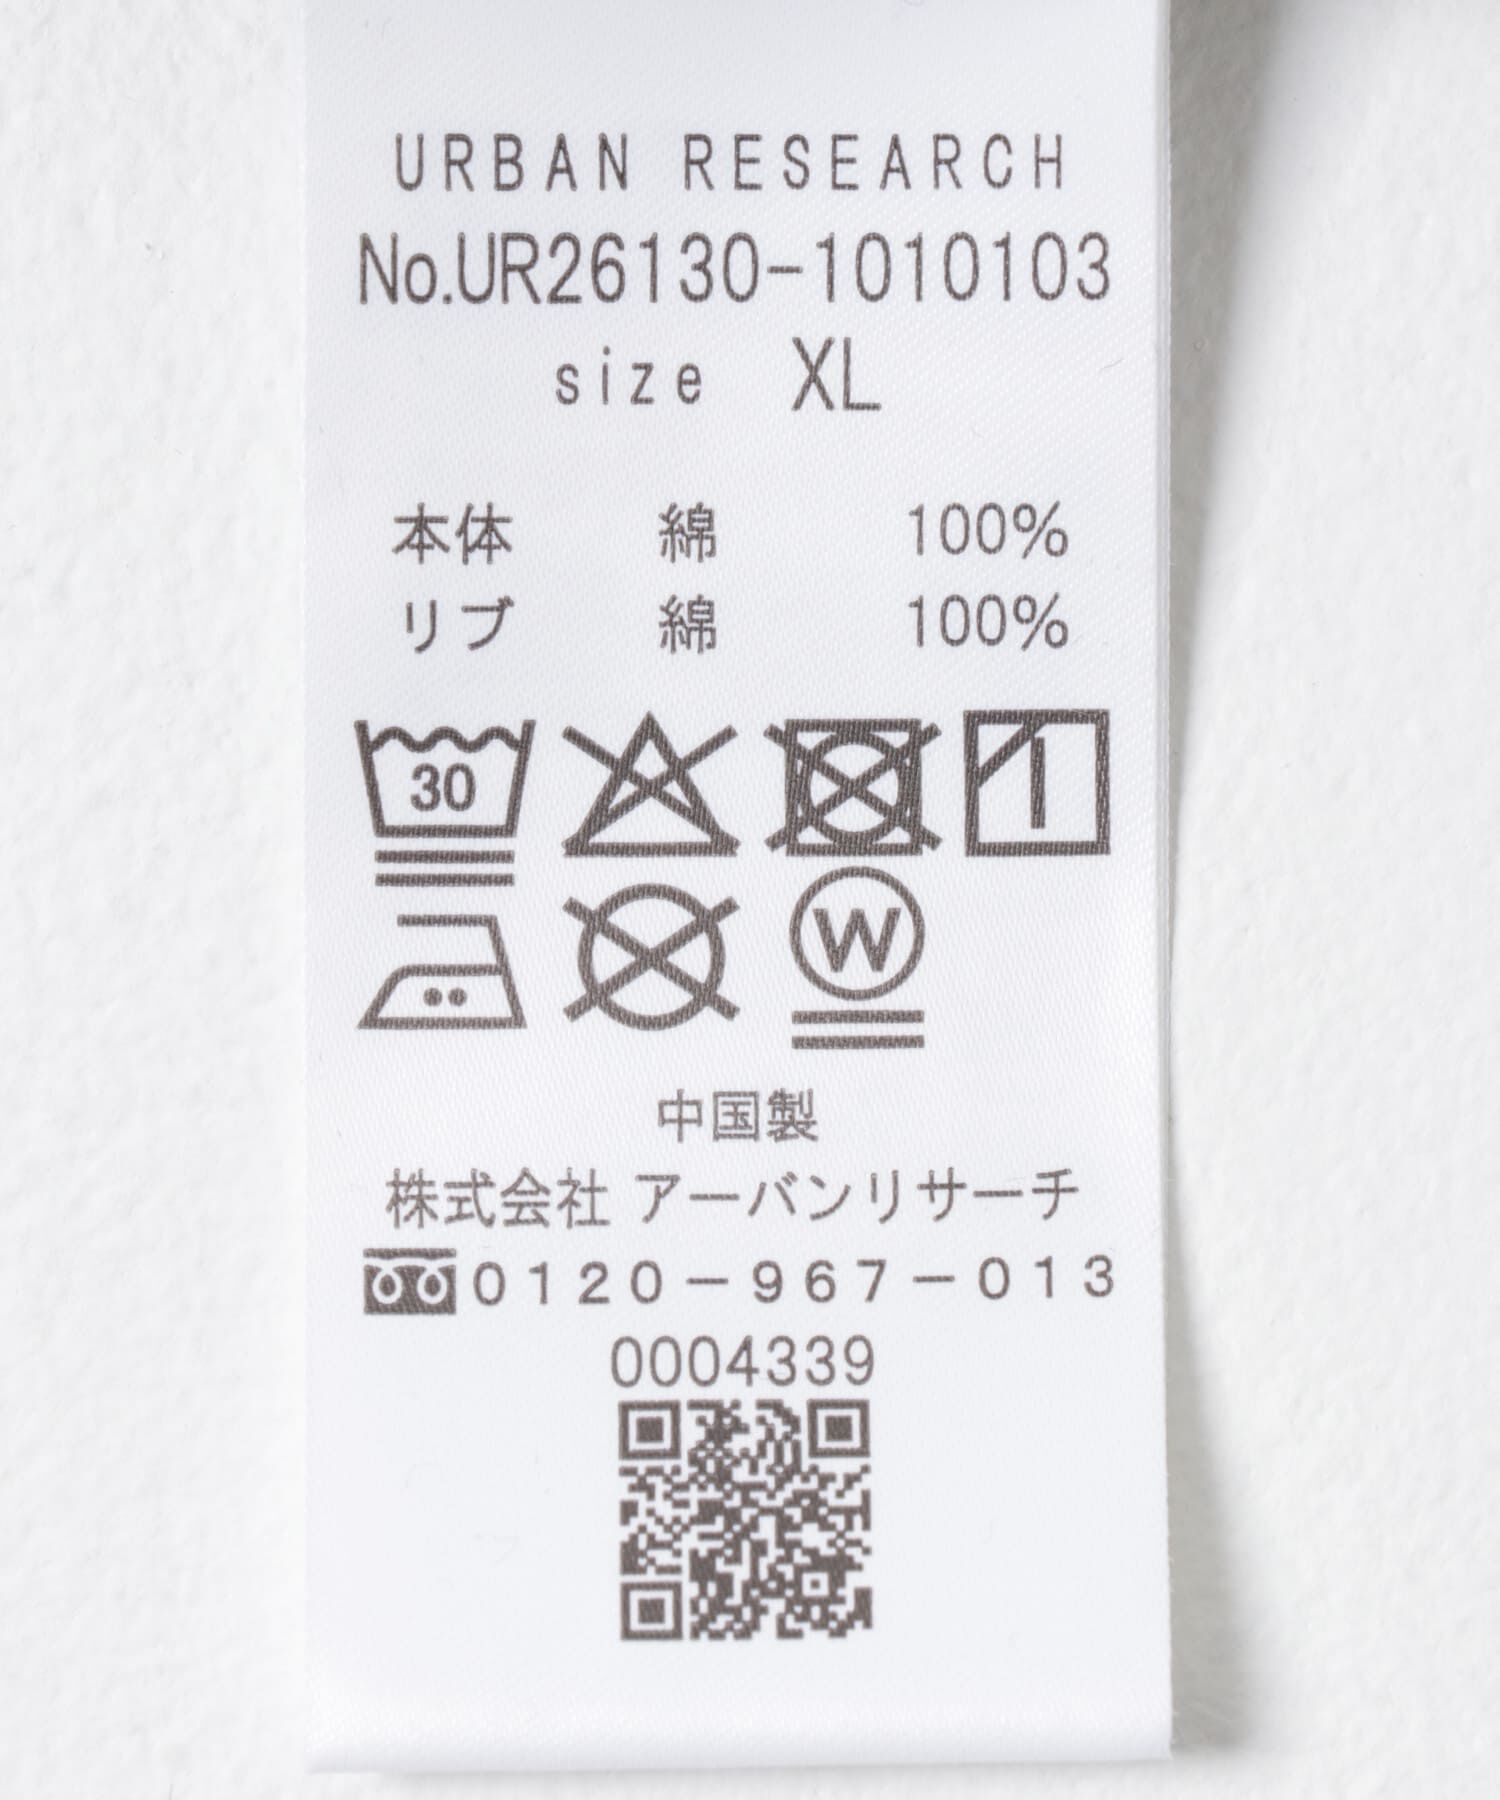 URBAN RESEARCH
No.UR26130-1010103
size XL
本体 綿 100%
リブ 綿 100%
30
W
中国製
株式会社 アーバンリサーチ
0120-967-013
0004339